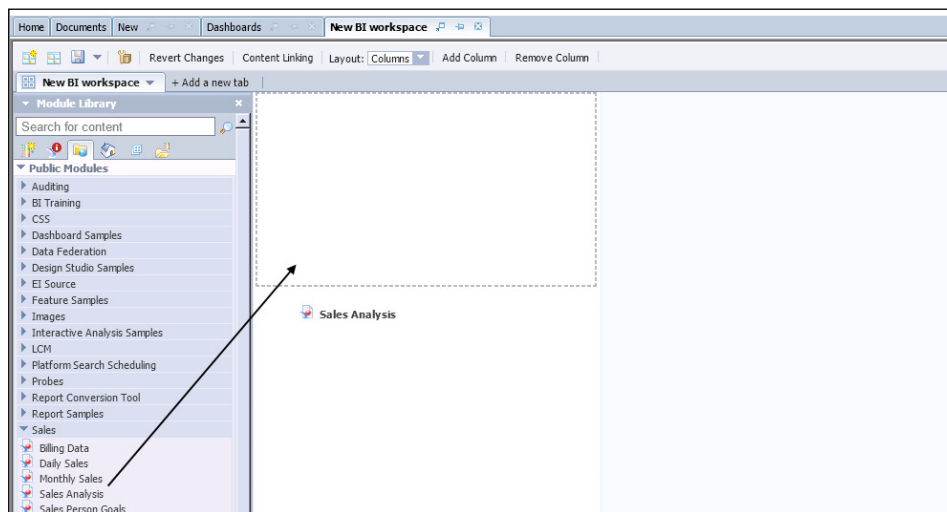 Home Documents New Dashboards New BI workspace
Revert Changes Content Linking Layout: Columns Add Column Remove Column
New BI workspace + Add a new tab
Module Library
Search for content
Public Modules
Auditing
BI Training
CSS
Dashboard Samples
Data Federation
Design Studio Samples
EI Source
Feature Samples
Images
Interactive Analysis Samples
LCM
Platform Search Scheduling
Probes
Report Conversion Tool
Report Samples
Sales
Billing Data
Daily Sales
Monthly Sales
Sales Analysis
Sales Person Goals
Sales Analysis